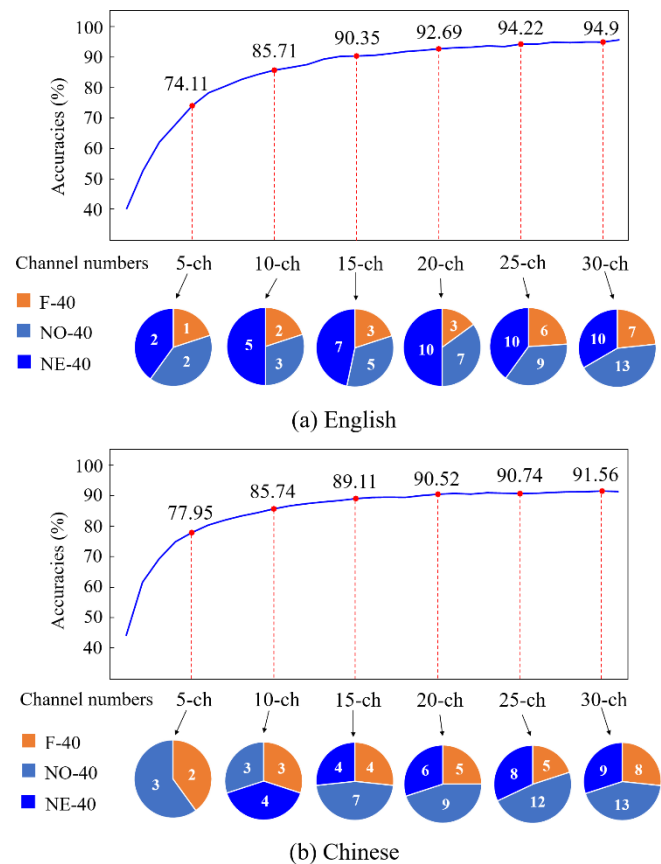 100
90
80
70
60
50
40
Accuracies (%)
74.11
85.71
90.35
92.69
94.22
94.9
Channel numbers 5-ch 10-ch 15-ch 20-ch 25-ch 30-ch
F-40
NO-40
NE-40
2 1 2
5 2 3
7 3 5
10 3 7
10 6 9
10 7 13
(a) English
100
90
80
70
60
50
40
Accuracies (%)
77.95
85.74
89.11
90.52
90.74
91.56
Channel numbers 5-ch 10-ch 15-ch 20-ch 25-ch 30-ch
F-40
NO-40
NE-40
3 2
3 3 4
4 4 7
6 5 9
8 5 12
9 8 13
(b) Chinese